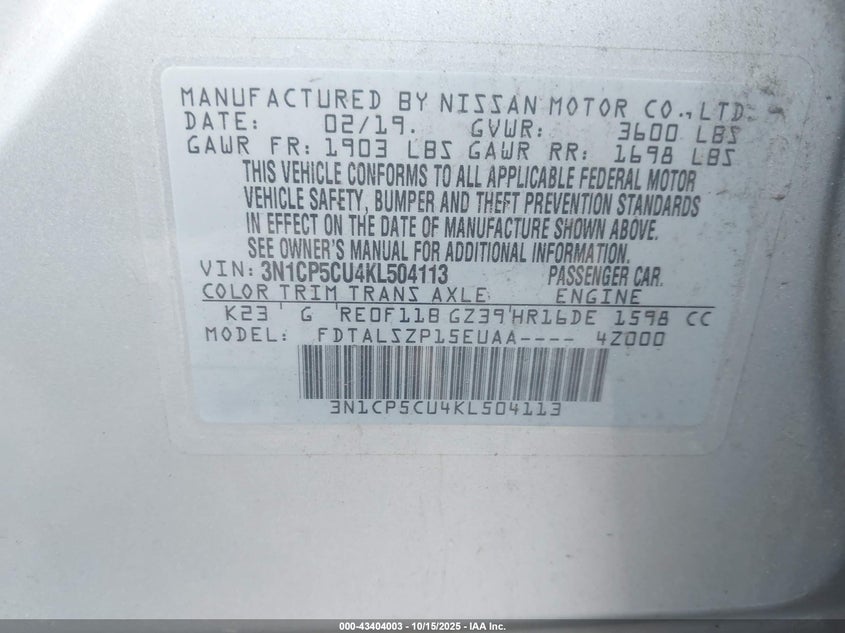 MANUFACTURED BY NISSAN MOTOR CO., LTD.
DATE: 02/19. GVWR: 3600 LBS
GAWR FR: 1903 LBS GAWR RR: 1698 LBS
THIS VEHICLE CONFORMS TO ALL APPLICABLE FEDERAL MOTOR
VEHICLE SAFETY, BUMPER AND THEFT PREVENTION STANDARDS
IN EFFECT ON THE DATE OF MANUFACTURE SHOWN ABOVE.
SEE OWNER'S MANUAL FOR ADDITIONAL INFORMATION.
VIN: 3N1CP5CU4KL504113 PASSENGER CAR.
COLOR TRIM TRANS AXLE ENGINE
K23 G RE0F11B GZ39 HR16DE 1598 CC
MODEL: FDTALSZP15EUAA---- 4Z000
3N1CP5CU4KL504113
000-43404003 - 10/15/2025 - IAA Inc.